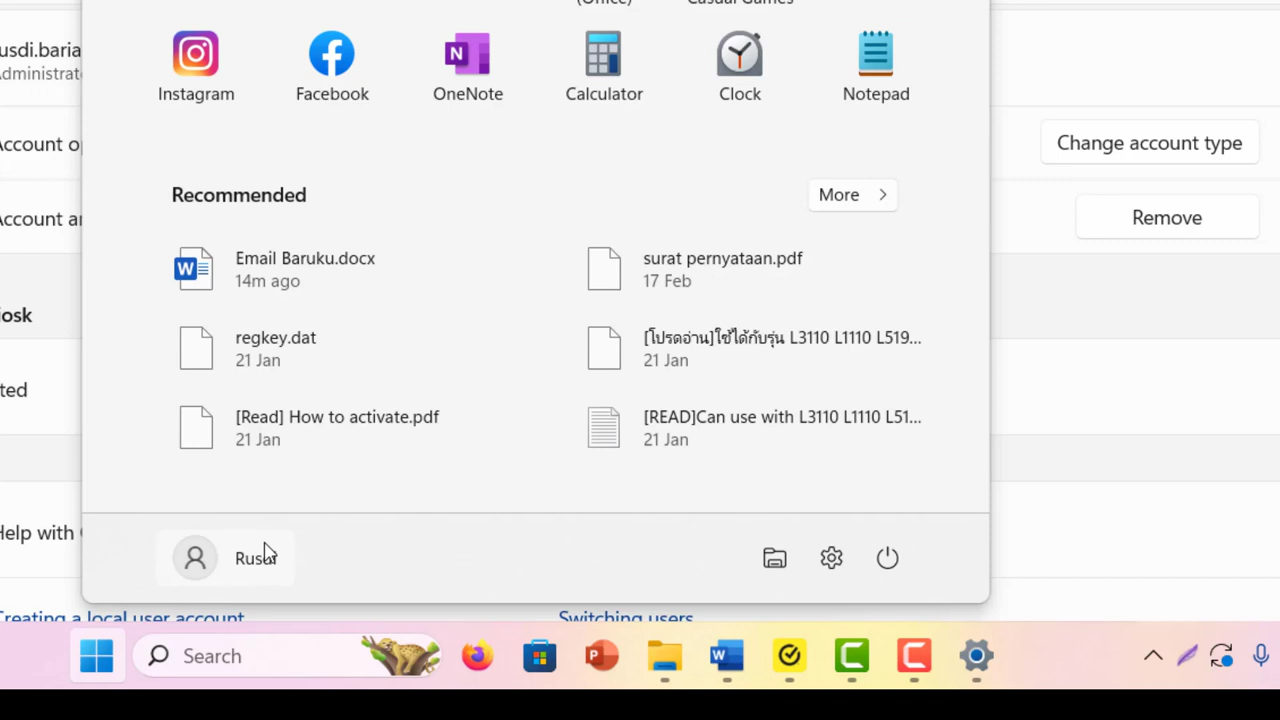 (Office)
Casual Games
usdi.baria
Administrat
Instagram
Facebook
OneNote
Calculator
Clock
Notepad
Account o
Change account type
Recommended
More
Account a
Remove
Email Baruku.docx
14m ago
surat pernyataan.pdf
17 Feb
iosk
regkey.dat
21 Jan
[โปรดอ่าน]ใช้ได้กับรุ่น L3110 L1110 L519...
21 Jan
ted
[Read] How to activate.pdf
21 Jan
[READ]Can use with L3110 L1110 L51...
21 Jan
Help with
Creating a local user account
Switching users
Search